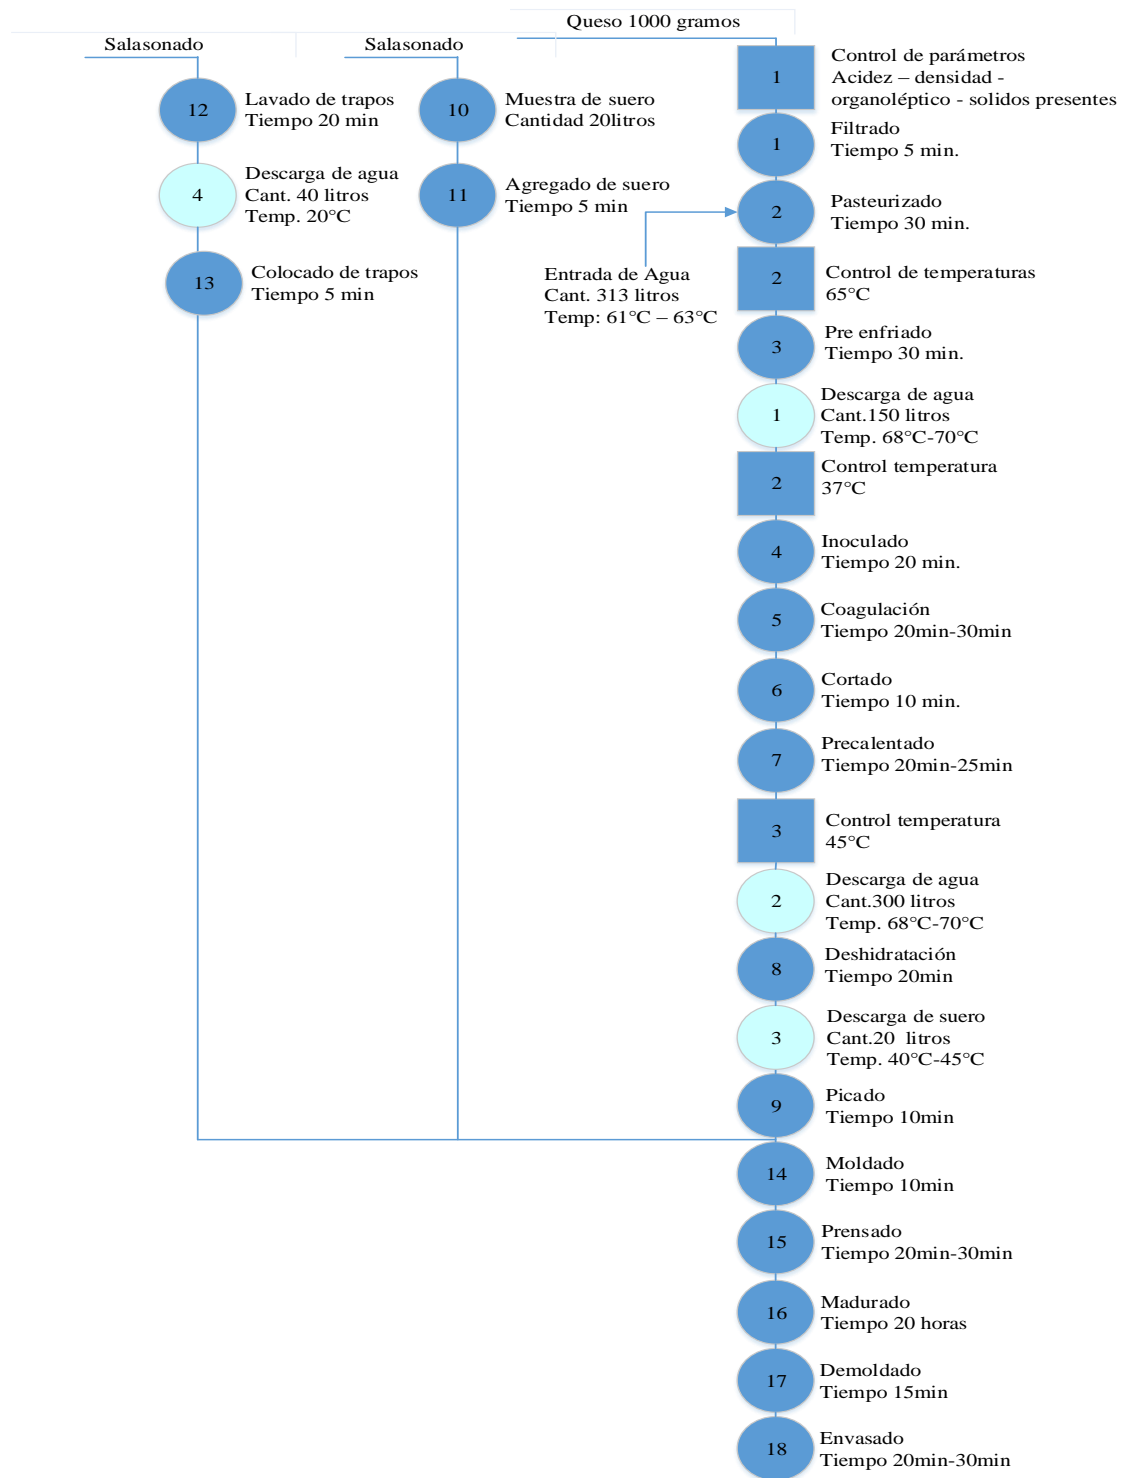 Salasonado
12
Lavado de trapos
Tiempo 20 min
4
Descarga de agua
Cant. 40 litros
Temp. 20°C
13
Colocado de trapos
Tiempo 5 min
Salasonado
10
Muestra de suero
Cantidad 20litros
11
Agregado de suero
Tiempo 5 min
Entrada de Agua
Cant. 313 litros
Temp: 61°C – 63°C
Queso 1000 gramos
1
Control de parámetros
Acidez – densidad -
organoléptico - solidos presentes
1
Filtrado
Tiempo 5 min.
2
Pasteurizado
Tiempo 30 min.
2
Control de temperaturas
65°C
3
Pre enfriado
Tiempo 30 min.
1
Descarga de agua
Cant.150 litros
Temp. 68°C-70°C
2
Control temperatura
37°C
4
Inoculado
Tiempo 20 min.
5
Coagulación
Tiempo 20min-30min
6
Cortado
Tiempo 10 min.
7
Precalentado
Tiempo 20min-25min
3
Control temperatura
45°C
2
Descarga de agua
Cant.300 litros
Temp. 68°C-70°C
8
Deshidratación
Tiempo 20min
3
Descarga de suero
Cant.20 litros
Temp. 40°C-45°C
9
Picado
Tiempo 10min
14
Moldado
Tiempo 10min
15
Prensado
Tiempo 20min-30min
16
Madurado
Tiempo 20 horas
17
Demoldado
Tiempo 15min
18
Envasado
Tiempo 20min-30min